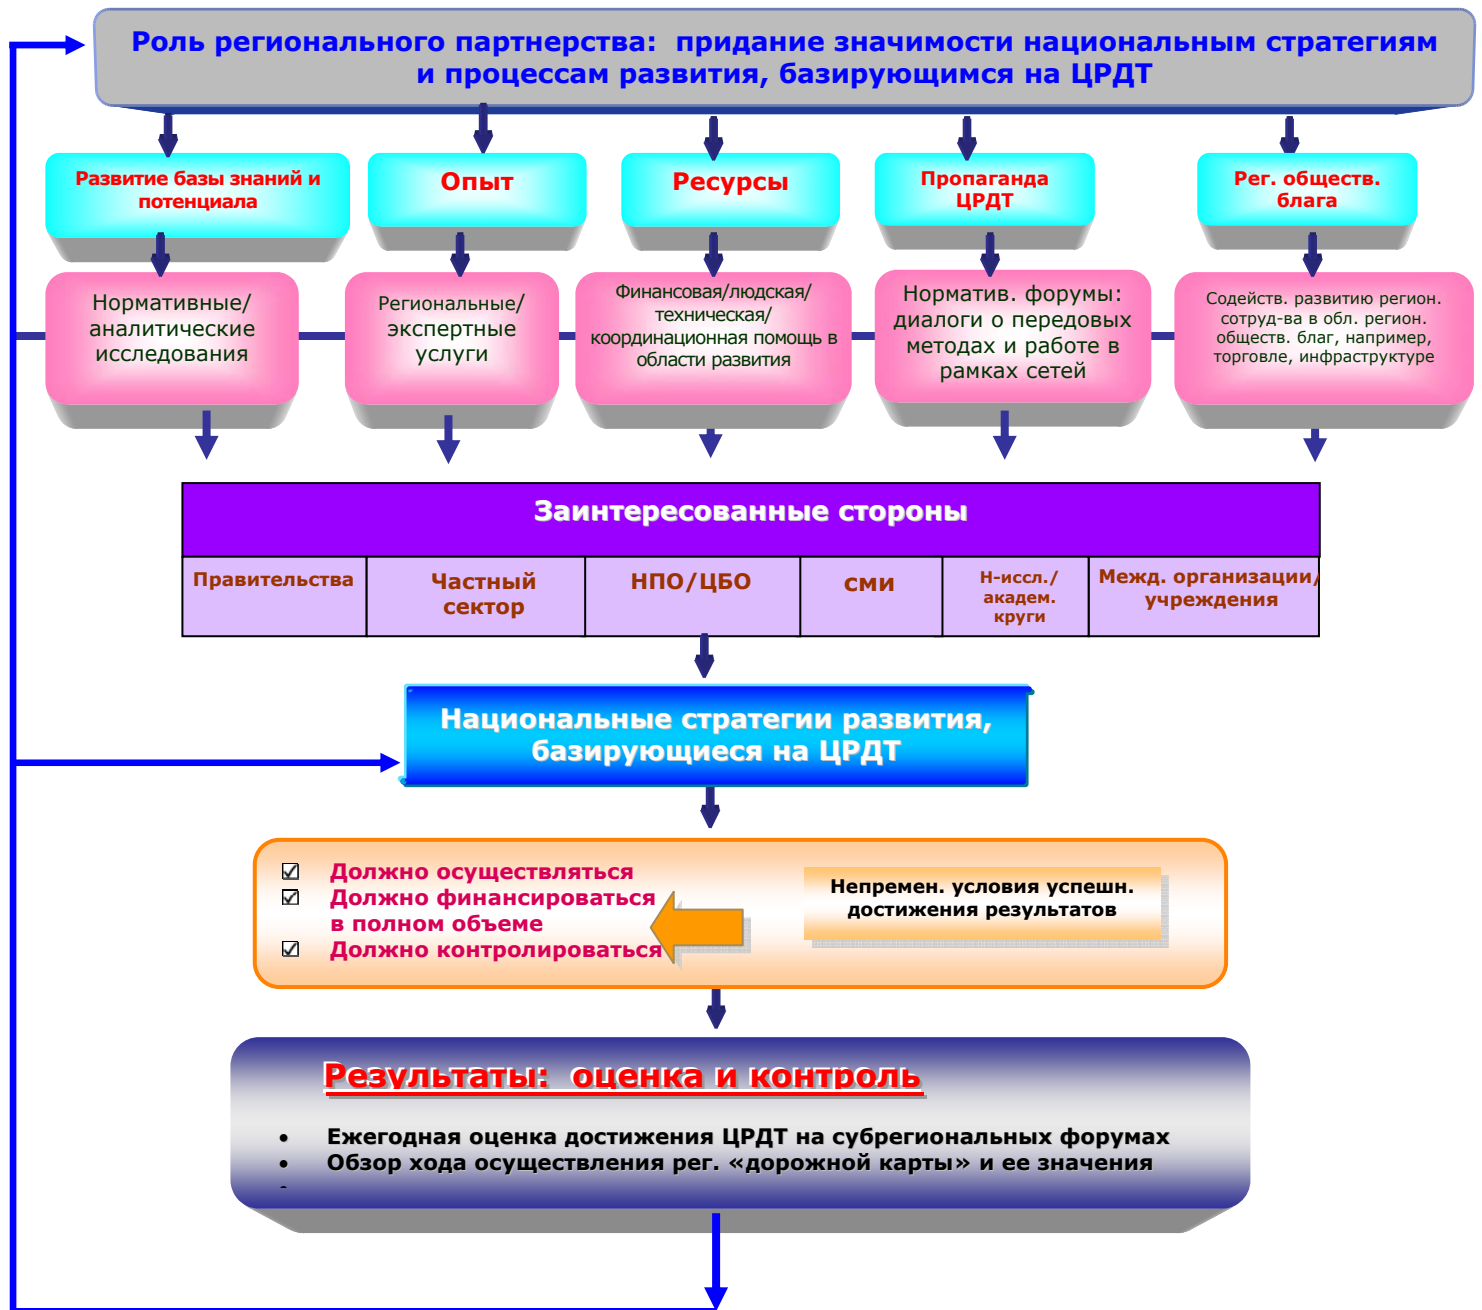 Роль регионального партнерства: придание значимости национальным стратегиям
и процессам развития, базирующимся на ЦРДТ
Развитие базы знаний и
потенциала
Опыт
Ресурсы
Пропаганда
ЦРДТ
Рег. обществ.
блага
Нормативные/
аналитические
исследования
Региональные/
экспертные
услуги
Финансовая/людская/
техническая/
координационная помощь в
области развития
Норматив. форумы:
диалоги о передовых
методах и работе в
рамках сетей
Содейств. развитию регион.
сотруд-ва в обл. регион.
обществ. благ, например,
торговле, инфраструктуре
Заинтересованные стороны
Правительства
Частный
сектор
НПО/ЦБО
СМИ
Н-иссл./
академ.
круги
Межд. организации/
учреждения
Национальные стратегии развития,
базирующиеся на ЦРДТ
Должно осуществляться
Должно финансироваться
в полном объеме
Должно контролироваться
Непремен. условия успешн.
достижения результатов
Результаты: оценка и контроль
• Ежегодная оценка достижения ЦРДТ на субрегиональных форумах
• Обзор хода осуществления рег. «дорожной карты» и ее значения